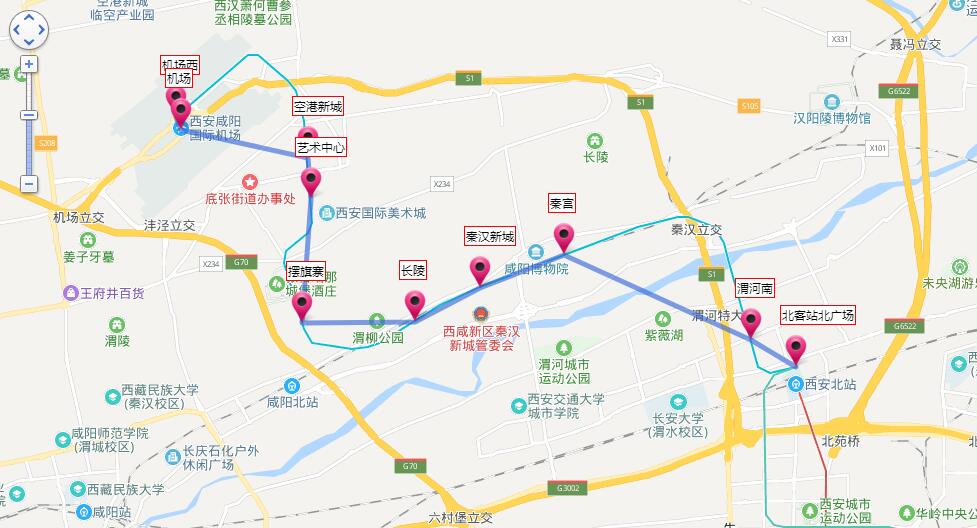 空港新城
临空产业园
西汉萧何曹参
丞相陵墓公园
X331
聂冯立交
机场西
机场
墓
S1
G6522
S1
S105
空港新城
汉阳陵博物馆
西安咸阳
国际机场
S208
艺术中心
X101
长陵
X234
底张街道办事处
机场立交
沣泾立交
西安国际美术城
秦宫
秦汉立交
姜子牙墓
秦汉新城
X234
G70
摆旗寨
长陵
咸阳博物院
S1
渭河南
未央湖游乐
王府井百货
城堡酒庄
渭河特大
北客站北广场
渭陵
渭柳公园
西咸新区秦汉
新城管委会
紫薇湖
G6522
渭河城市
运动公园
西藏民族大学
(秦汉校区)
咸阳北站
西安北站
西安交通大学
城市学院
长安大学
(渭水校区)
咸阳师范学院
(渭城校区)
长庆石化户外
休闲广场
北苑桥
G70
西藏民族大学
G3002
咸阳站
六村堡立交
西安城市
运动公园
华岭中央